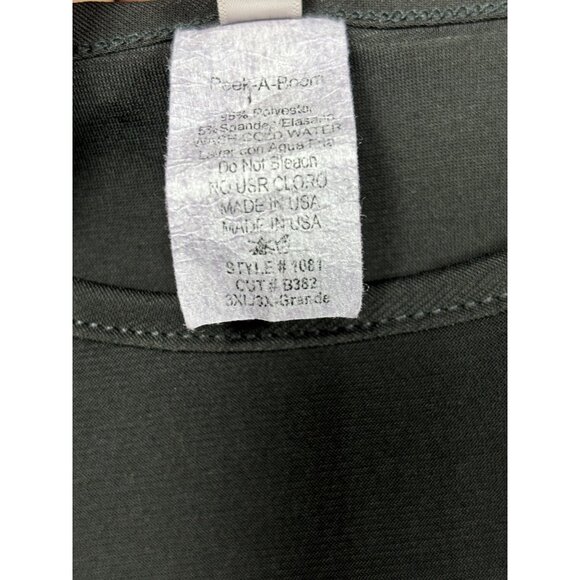 Peek-A-Boom
95% Polyester
5% Spandex/Elasano
WASH COLD WATER
Lavar con Agua Fria
Do Not Bleach
NO USR CLORO
MADE IN USA
MADE IN USA
STYLE # 1081
CUT # B382
3XL/3X-Grande